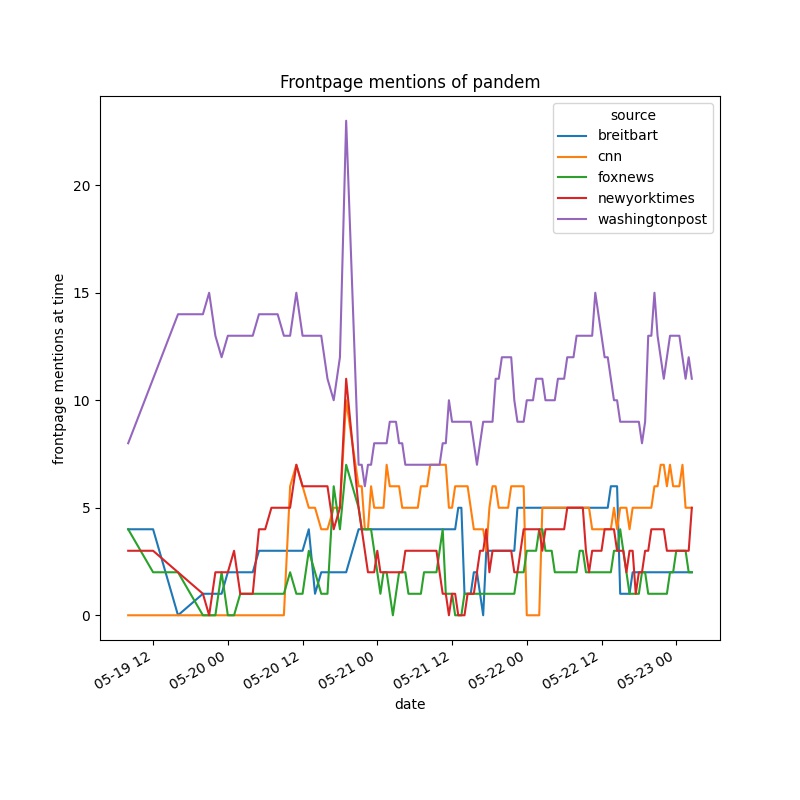 Frontpage mentions of pandem
source
breitbart
cnn
foxnews
newyorktimes
washingtonpost
frontpage mentions at time
20
15
10
5
0
05-19 12
05-20 00
05-20 12
05-21 00
05-21 12
05-22 00
05-22 12
05-23 00
date